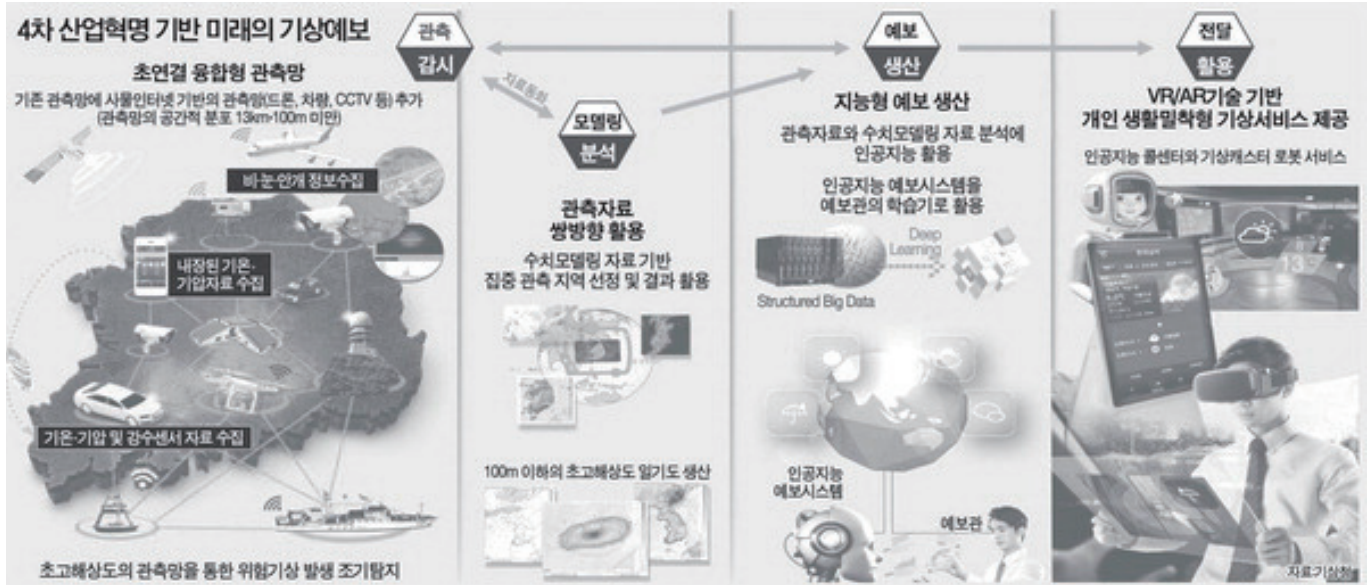 4차 산업혁명 기반 미래의 기상예보
관측
감시
초연결 융합형 관측망
기존 관측망에 사물인터넷 기반의 관측망(드론, 차량, CCTV 등) 추가
(관측망의 공간적 분포 13km·100m 미만)
비·눈·안개 정보수집
내장된 기온·
기압자료 수집
기온·기압 및 강수센서 자료 수집
초고해상도의 관측망을 통한 위험기상 발생 조기탐지
자료동화
모델링
분석
관측자료
쌍방향 활용
수치모델링 자료 기반
집중 관측 지역 선정 및 결과 활용
100m 이하의 초고해상도 일기도 생산
예보
생산
지능형 예보 생산
관측자료와 수치모델링 자료 분석에
인공지능 활용
인공지능 예보시스템을
예보관의 학습기로 활용
Deep
Learning
Structured Big Data
인공지능
예보시스템
예보관
전달
활용
VR/AR기술 기반
개인 생활밀착형 기상서비스 제공
인공지능 콜센터와 기상캐스터 로봇 서비스
13
자료:기상청